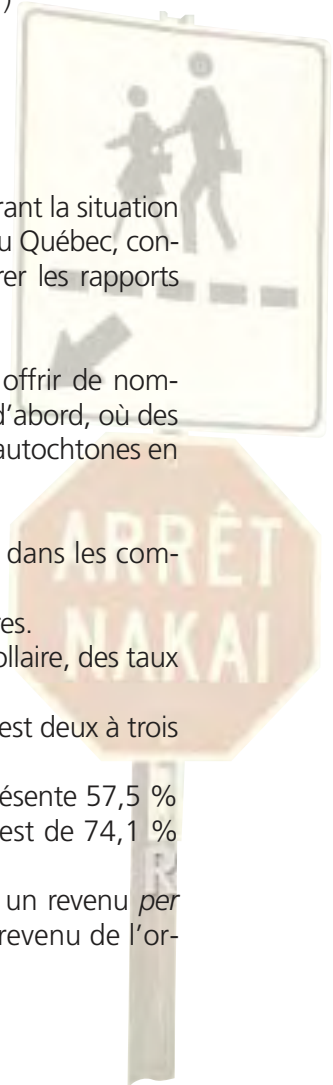 )
rant la situation
u Québec, con-
rer les rapports
offrir de nom-
d'abord, où des
autochtones en
dans les com-
res.
ollaire, des taux
est deux à trois
résente 57,5 %
est de 74,1 %
un revenu per
revenu de l'or-
ARRÊT
NAKAI
R